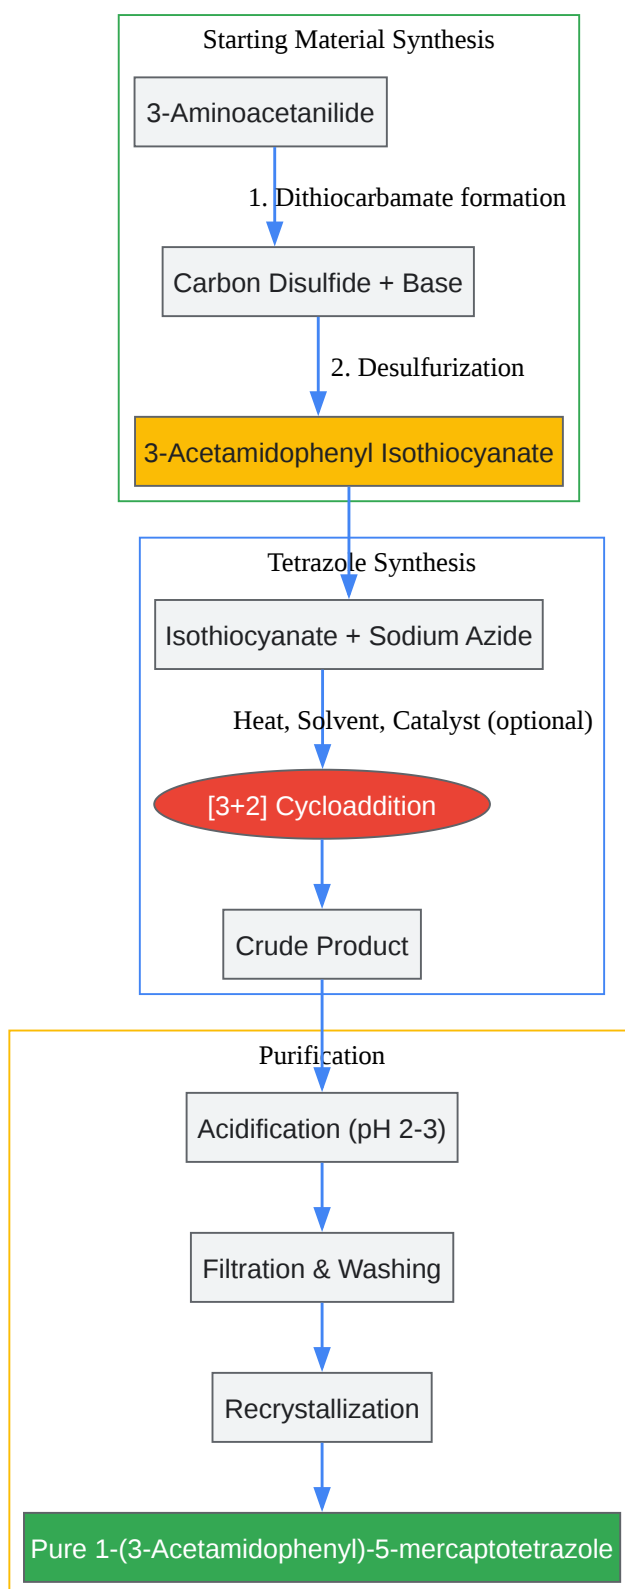 Starting Material Synthesis
3-Aminoacetanilide
1. Dithiocarbamate formation
Carbon Disulfide + Base
2. Desulfurization
3-Acetamidophenyl Isothiocyanate
Tetrazole Synthesis
Isothiocyanate + Sodium Azide
Heat, Solvent, Catalyst (optional)
[3+2] Cycloaddition
Crude Product
Purification
Acidification (pH 2-3)
Filtration & Washing
Recrystallization
Pure 1-(3-Acetamidophenyl)-5-mercaptotetrazole